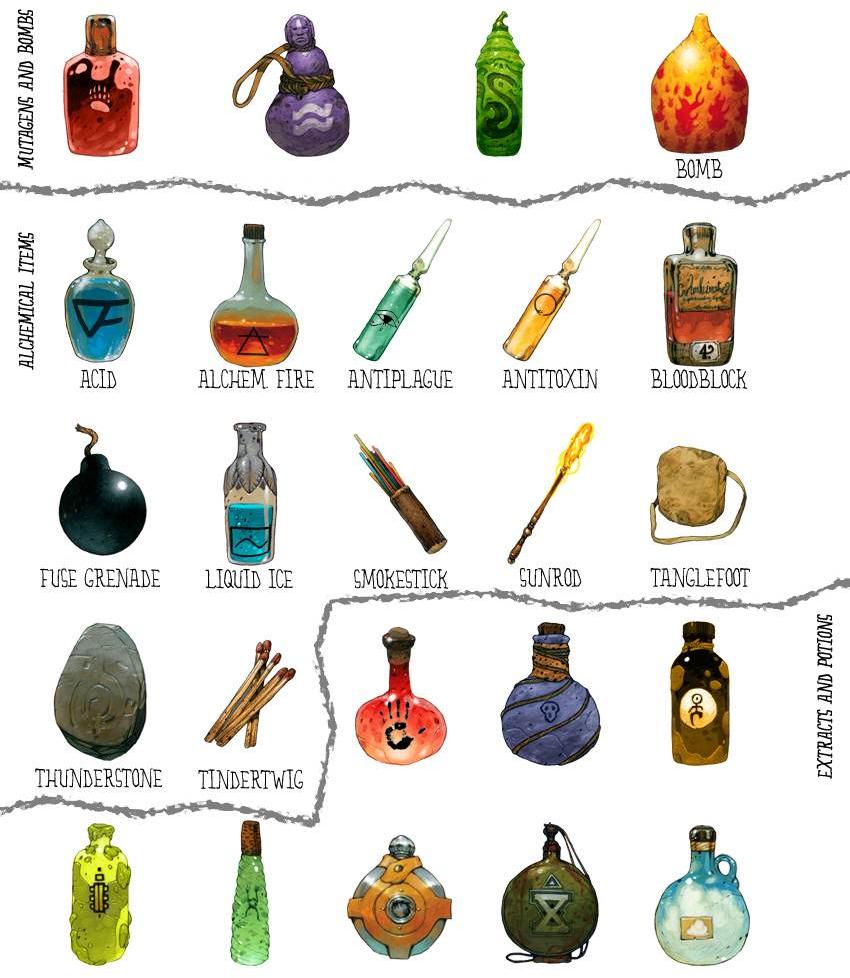 MUTAGENS AND BOMBS
BOMB
ALCHEMICAL ITEMS
ACID
ALCHEM. FIRE
ANTIPLAGUE
ANTITOXIN
BLOODBLOCK
FUSE GRENADE
LIQUID ICE
SMOKESTICK
SUNROD
TANGLEFOOT
THUNDERSTONE
TINDERTWIG
EXTRACTS AND POTIONS